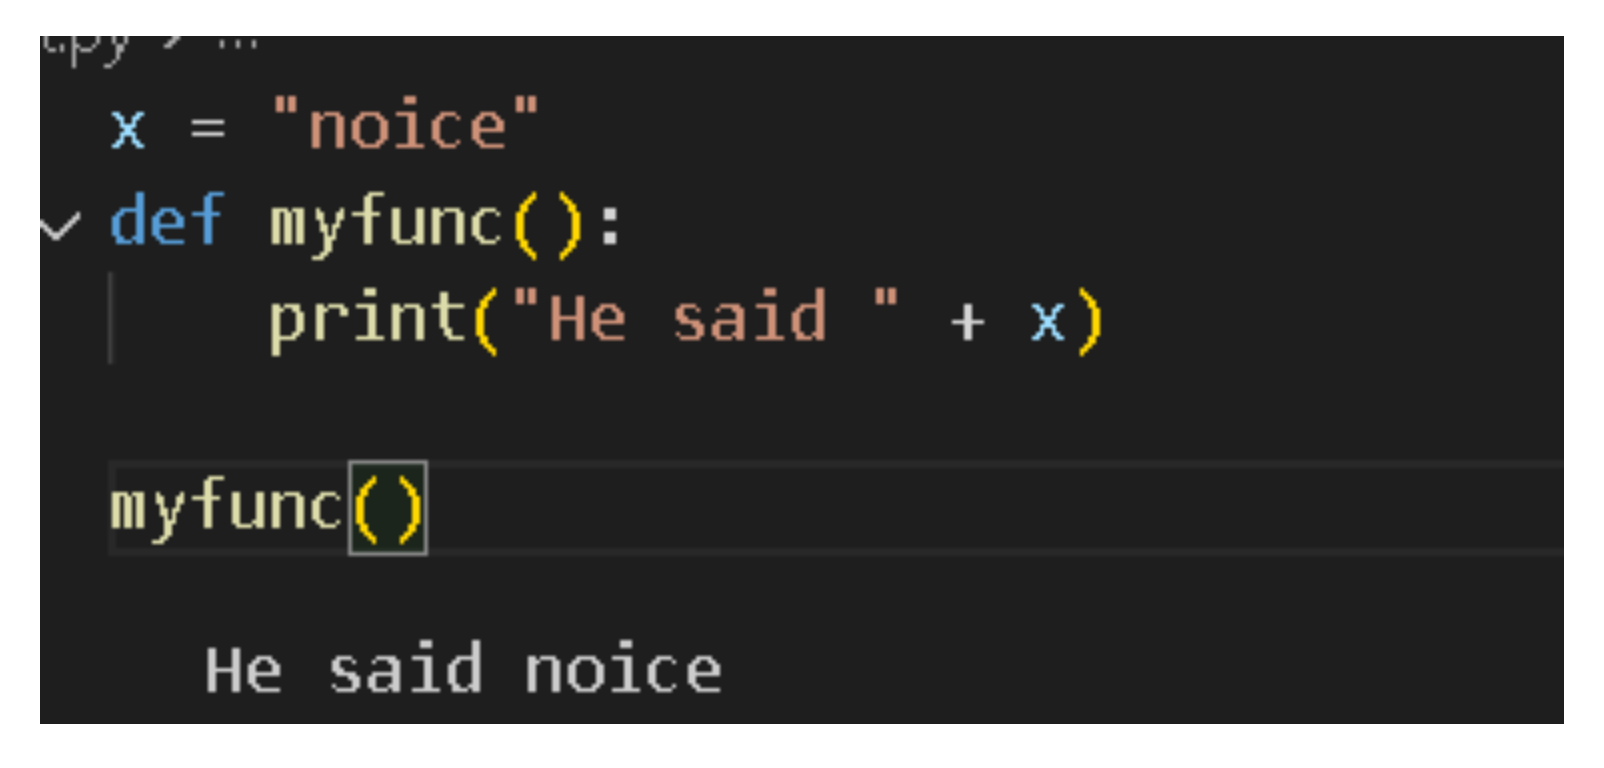 x = "noice"
def myfunc():
    print("He said " + x)
myfunc()
He said noice